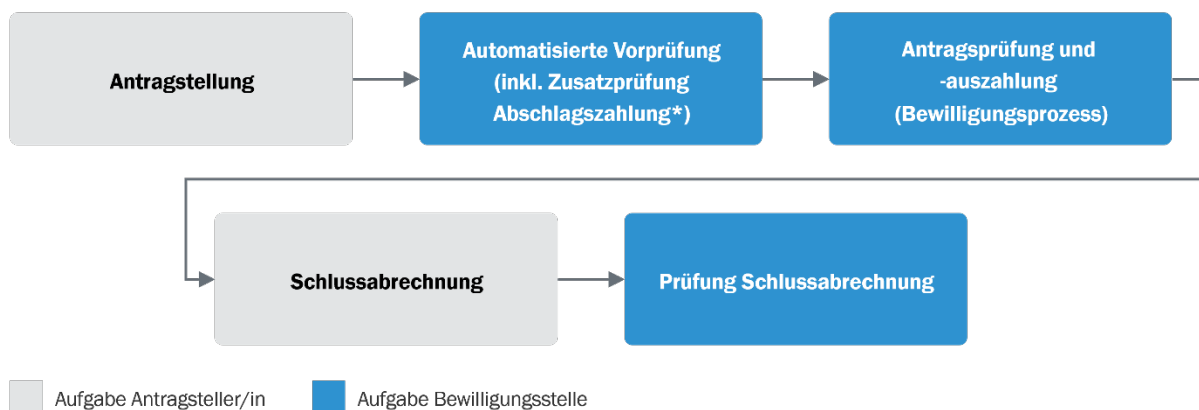 Antragstellung
Automatisierte Vorprüfung
(inkl. Zusatzprüfung
Abschlagszahlung*)
Antragsprüfung und
-auszahlung
(Bewilligungsprozess)
Schlussabrechnung
Prüfung Schlussabrechnung
Aufgabe Antragsteller/in
Aufgabe Bewilligungsstelle